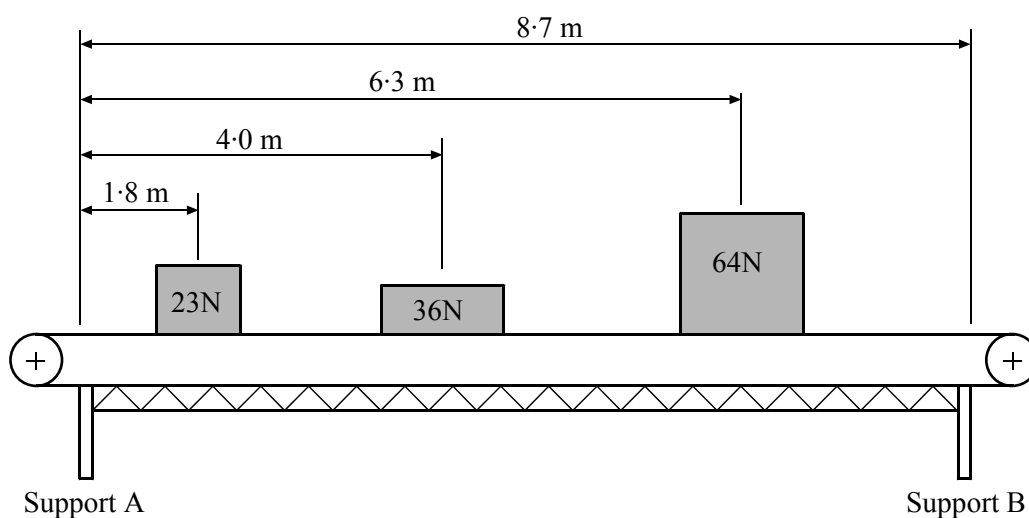 8·7 m
6·3 m
4·0 m
1·8 m
23N
36N
64N
Support A
Support B